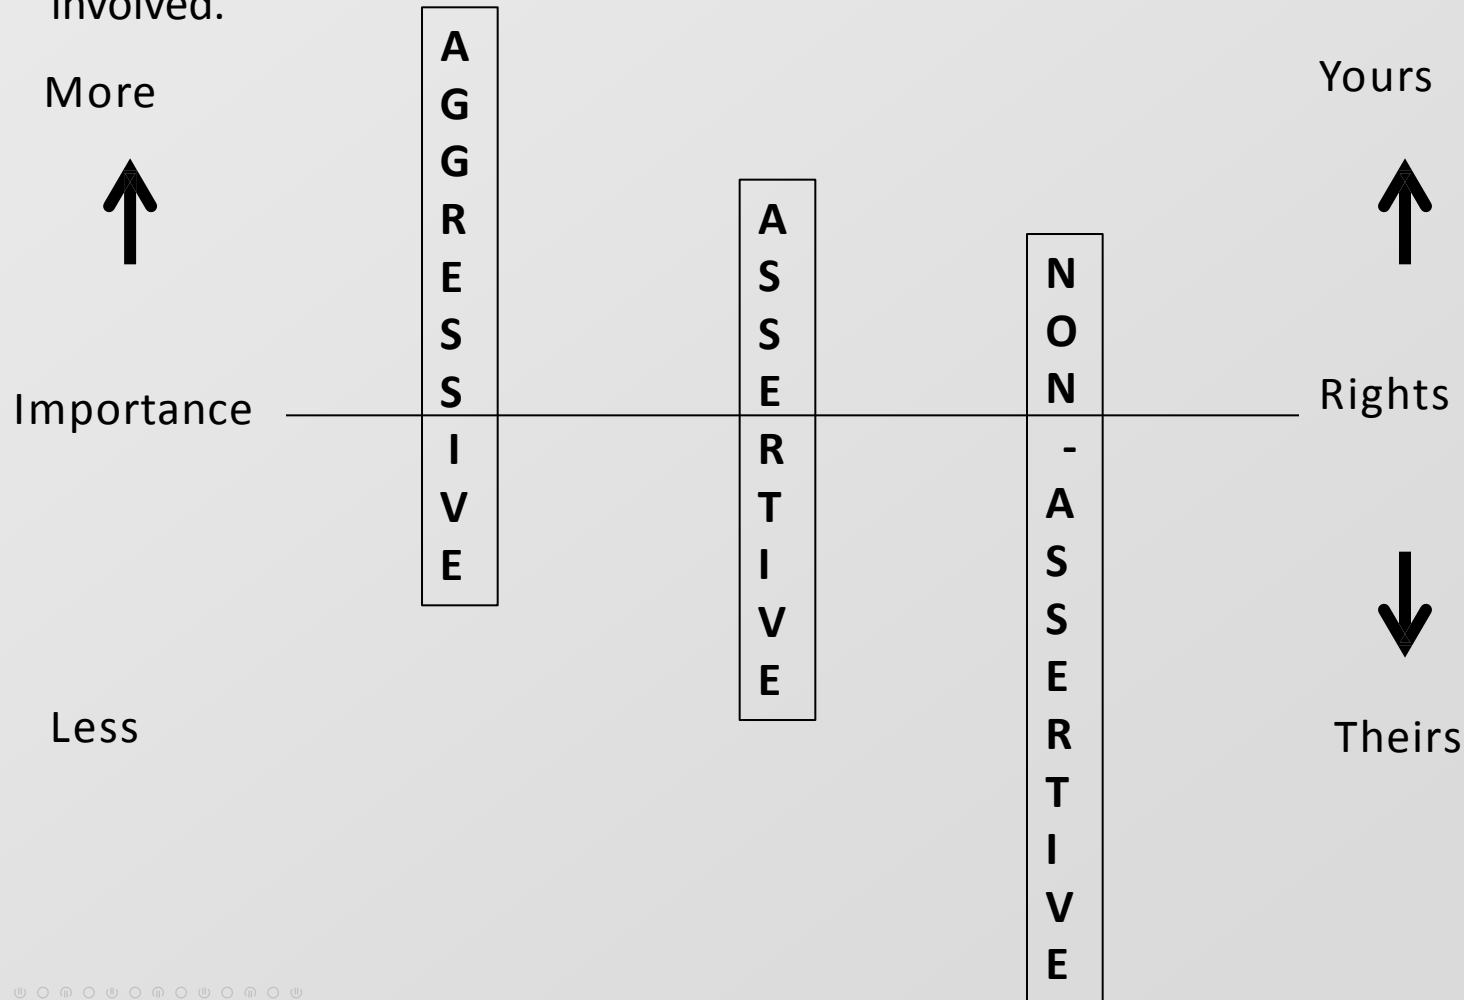 involved.
More
Yours
AGGRESSIVE
ASSERTIVE
NON-ASSERTIVE
Importance
Rights
Less
Theirs